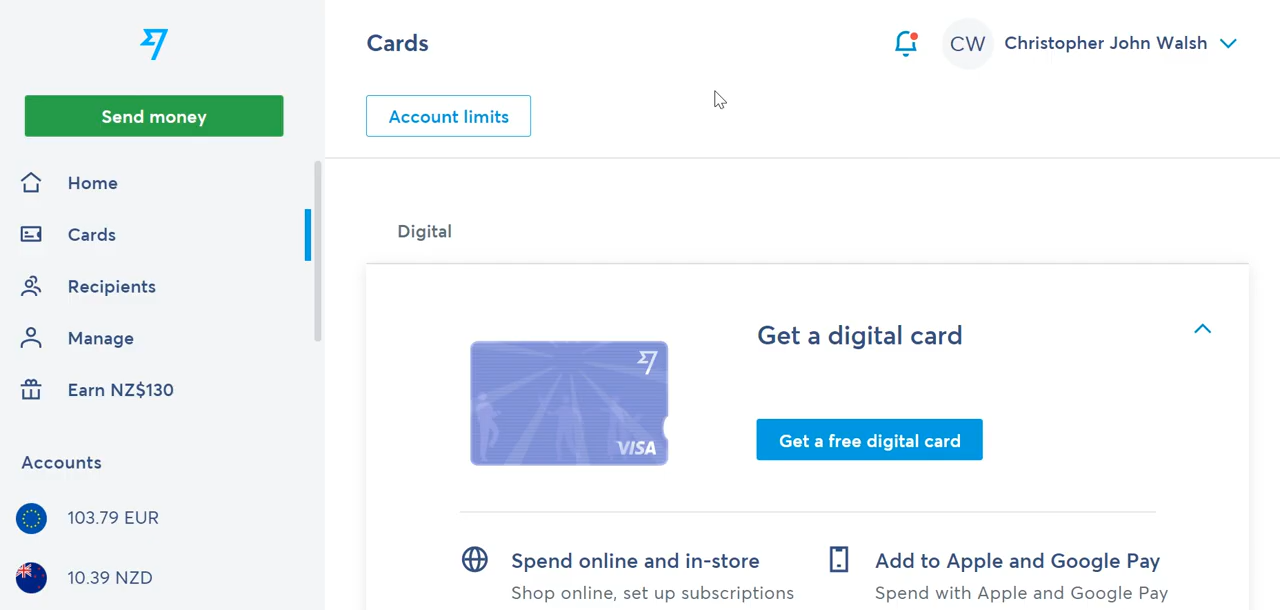 Cards
CW
Christopher John Walsh
Send money
Account limits
Home
Cards
Recipients
Manage
Earn NZ$130
Accounts
103.79 EUR
10.39 NZD
Digital
Get a digital card
VISA
Get a free digital card
Spend online and in-store
Shop online, set up subscriptions
Add to Apple and Google Pay
Spend with Apple and Google Pay